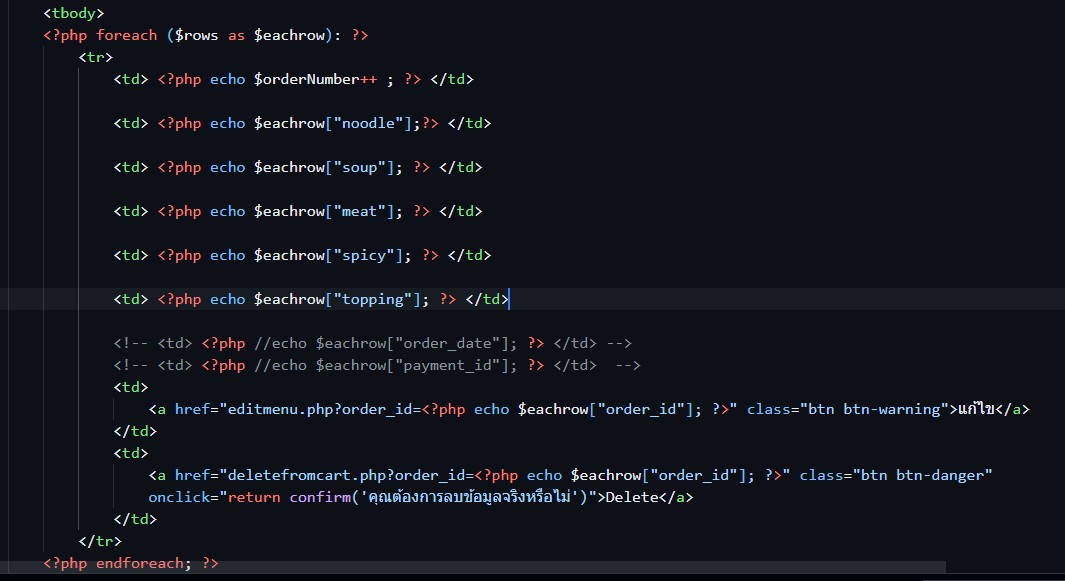 <tbody>
<?php foreach ($rows as $eachrow): ?>
<tr>
<td> <?php echo $orderNumber++ ; ?> </td>
<td> <?php echo $eachrow["noodle"];?> </td>
<td> <?php echo $eachrow["soup"]; ?> </td>
<td> <?php echo $eachrow["meat"]; ?> </td>
<td> <?php echo $eachrow["spicy"]; ?> </td>
<td> <?php echo $eachrow["topping"]; ?> </td>
<!-- <td> <?php //echo $eachrow["order_date"]; ?> </td> -->
<!-- <td> <?php //echo $eachrow["payment_id"]; ?> </td>  -->
<td>
<a href="editmenu.php?order_id=<?php echo $eachrow["order_id"]; ?>" class="btn btn-warning">แก้ไข</a>
</td>
<td>
<a href="deletefromcart.php?order_id=<?php echo $eachrow["order_id"]; ?>" class="btn btn-danger"
onclick="return confirm('คุณต้องการลบข้อมูลจริงหรือไม่')">Delete</a>
</td>
</tr>
<?php endforeach; ?>